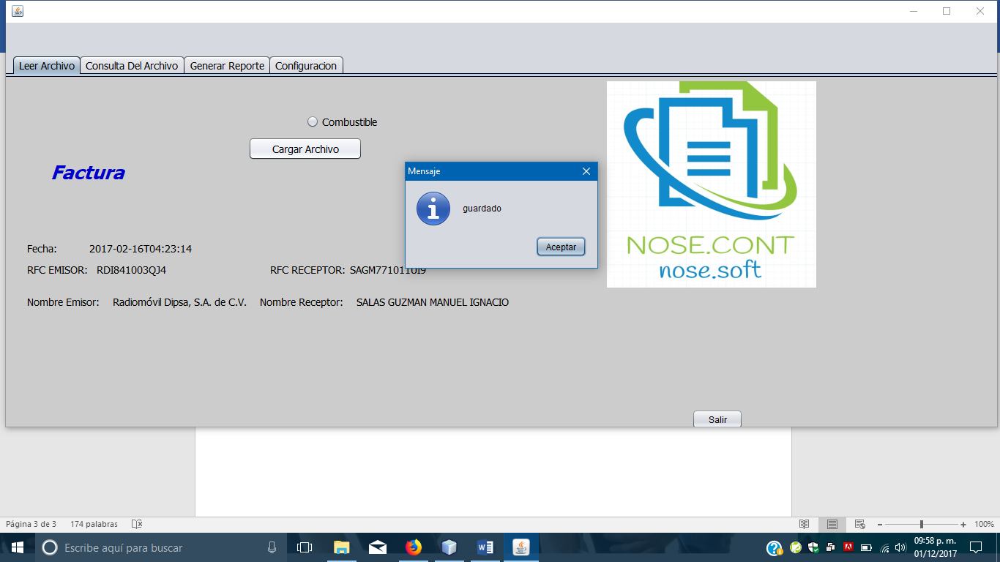 Leer Archivo Consulta Del Archivo Generar Reporte Configuracion
Combustible
Cargar Archivo
Factura
Mensaje
guardado
Aceptar
NOSE.CONT
nose.soft
Fecha: 2017-02-16T04:23:14
RFC EMISOR: RDI841003QJ4 RFC RECEPTOR: SAGM771011UI9
Nombre Emisor: Radiomóvil Dipsa, S.A. de C.V. Nombre Receptor: SALAS GUZMAN MANUEL IGNACIO
Salir
Página 3 de 3 174 palabras 100%
Escribe aquí para buscar
09:58 p. m.
01/12/2017